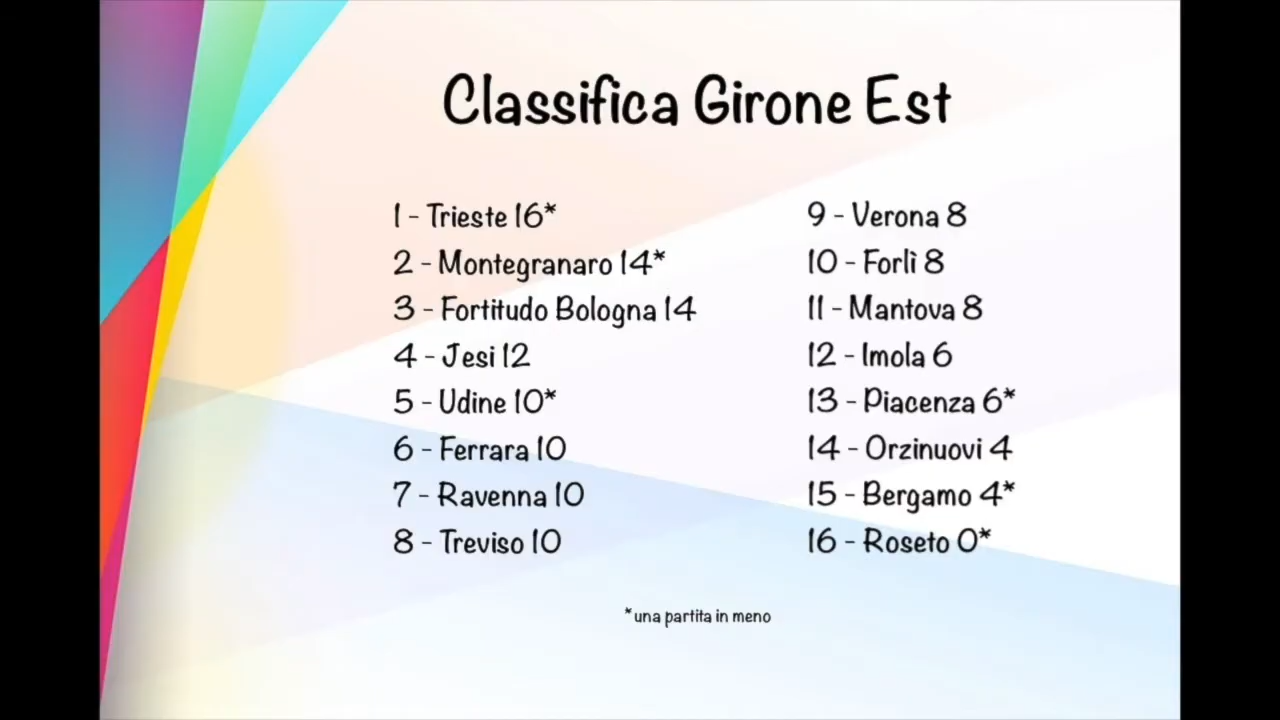 Classifica Girone Est
1 - Trieste 16*
2 - Montegranaro 14*
3 - Fortitudo Bologna 14
4 - Jesi 12
5 - Udine 10*
6 - Ferrara 10
7 - Ravenna 10
8 - Treviso 10
9 - Verona 8
10 - Forlì 8
11 - Mantova 8
12 - Imola 6
13 - Piacenza 6*
14 - Orzinuovi 4
15 - Bergamo 4*
16 - Roseto 0*
*una partita in meno